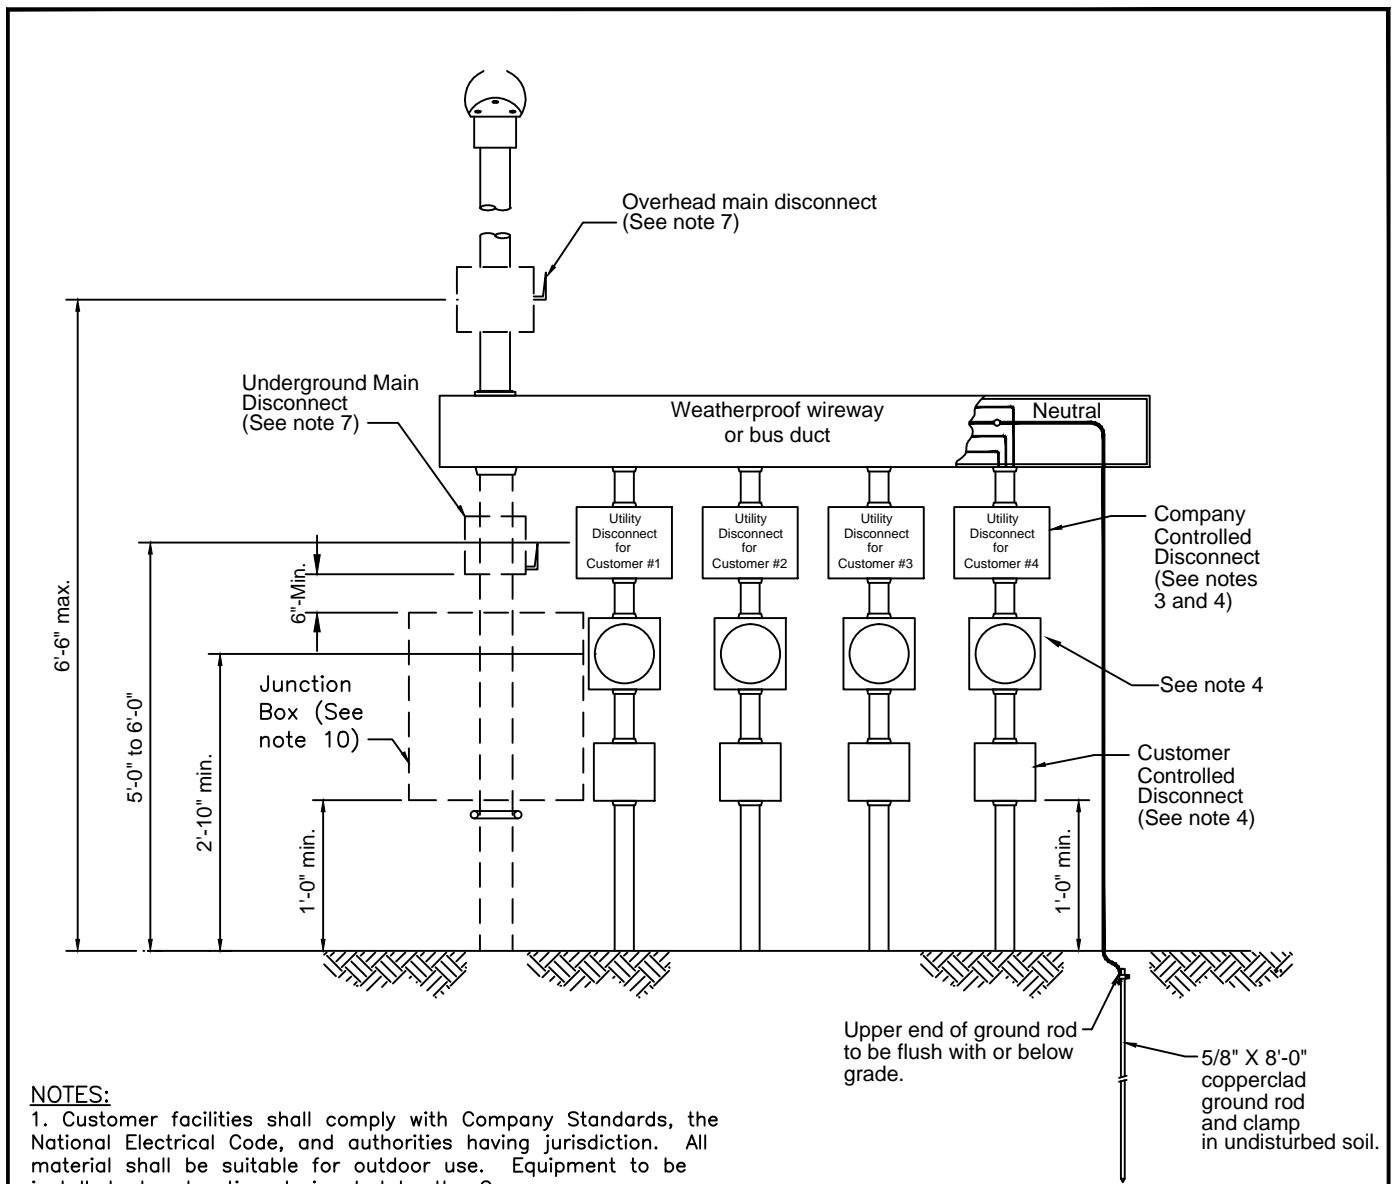 Overhead main disconnect
(See note 7)
Underground Main
Disconnect
(See note 7)
Weatherproof wireway
or bus duct
Neutral
Utility
Disconnect
for
Customer #1
Utility
Disconnect
for
Customer #2
Utility
Disconnect
for
Customer #3
Utility
Disconnect
for
Customer #4
Company
Controlled
Disconnect
(See notes
3 and 4)
6'-6" max.
5'-0" to 6'-0"
2'-10" min.
6"-Min.
1'-0" min.
Junction
Box (See
note 10)
See note 4
Customer
Controlled
Disconnect
(See note 4)
1'-0" min.
Upper end of ground rod
to be flush with or below
grade.
5/8" X 8'-0"
copperclad
ground rod
and clamp
in undisturbed soil.
NOTES:
1. Customer facilities shall comply with Company Standards, the
National Electrical Code, and authorities having jurisdiction. All
material shall be suitable for outdoor use. Equipment to be